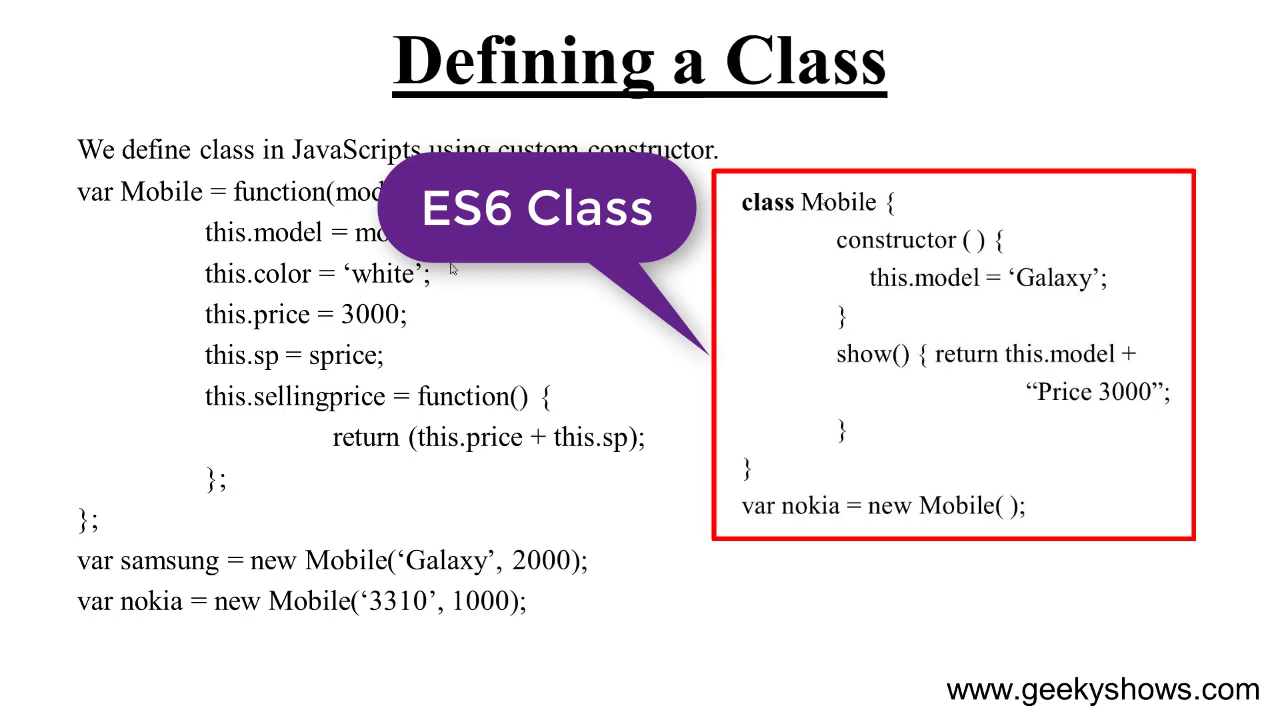 Defining a Class
We define class in JavaScripts using custom constructor.
var Mobile = function(mod
this.model = mo
this.color = ‘white’;
this.price = 3000;
this.sp = sprice;
this.sellingprice = function() {
return (this.price + this.sp);
};
};
var samsung = new Mobile(‘Galaxy’, 2000);
var nokia = new Mobile(‘3310’, 1000);
ES6 Class
class Mobile {
constructor ( ) {
this.model = ‘Galaxy’;
}
show() { return this.model +
“Price 3000”;
}
}
var nokia = new Mobile( );
www.geekyshows.com